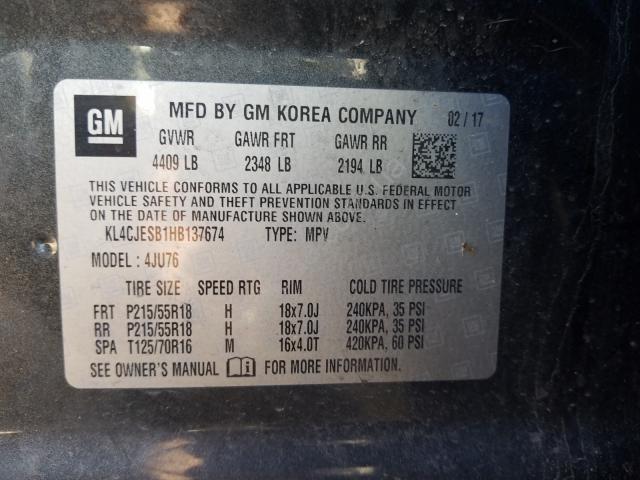 GM MFD BY GM KOREA COMPANY 02/17
GVWR GAWR FRT GAWR RR
4409 LB 2348 LB 2194 LB
THIS VEHICLE CONFORMS TO ALL APPLICABLE U.S. FEDERAL MOTOR
VEHICLE SAFETY AND THEFT PREVENTION STANDARDS IN EFFECT
ON THE DATE OF MANUFACTURE SHOWN ABOVE.
KL4CJESB1HB137674 TYPE: MPV
MODEL : 4JU76
TIRE SIZE SPEED RTG RIM COLD TIRE PRESSURE
FRT P215/55R18 H 18x7.0J 240KPA, 35 PSI
RR P215/55R18 H 18x7.0J 240KPA, 35 PSI
SPA T125/70R16 M 16x4.0T 420KPA, 60 PSI
SEE OWNER'S MANUAL FOR MORE INFORMATION.